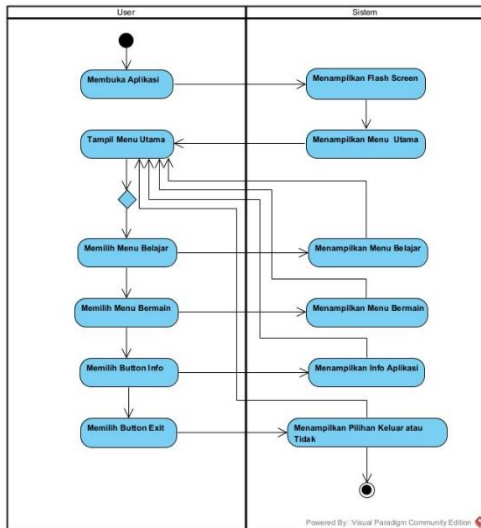 User
Sistem
Membuka Aplikasi
Menampilkan Flash Screen
Tampil Menu Utama
Menampilkan Menu Utama
Memilih Menu Belajar
Menampilkan Menu Belajar
Memilih Menu Bermain
Menampilkan Menu Bermain
Memilih Button Info
Menampilkan Info Aplikasi
Memilih Button Exit
Menampilkan Pilihan Keluar atau
Tidak
Powered By: Visual Paradigm Community Edition